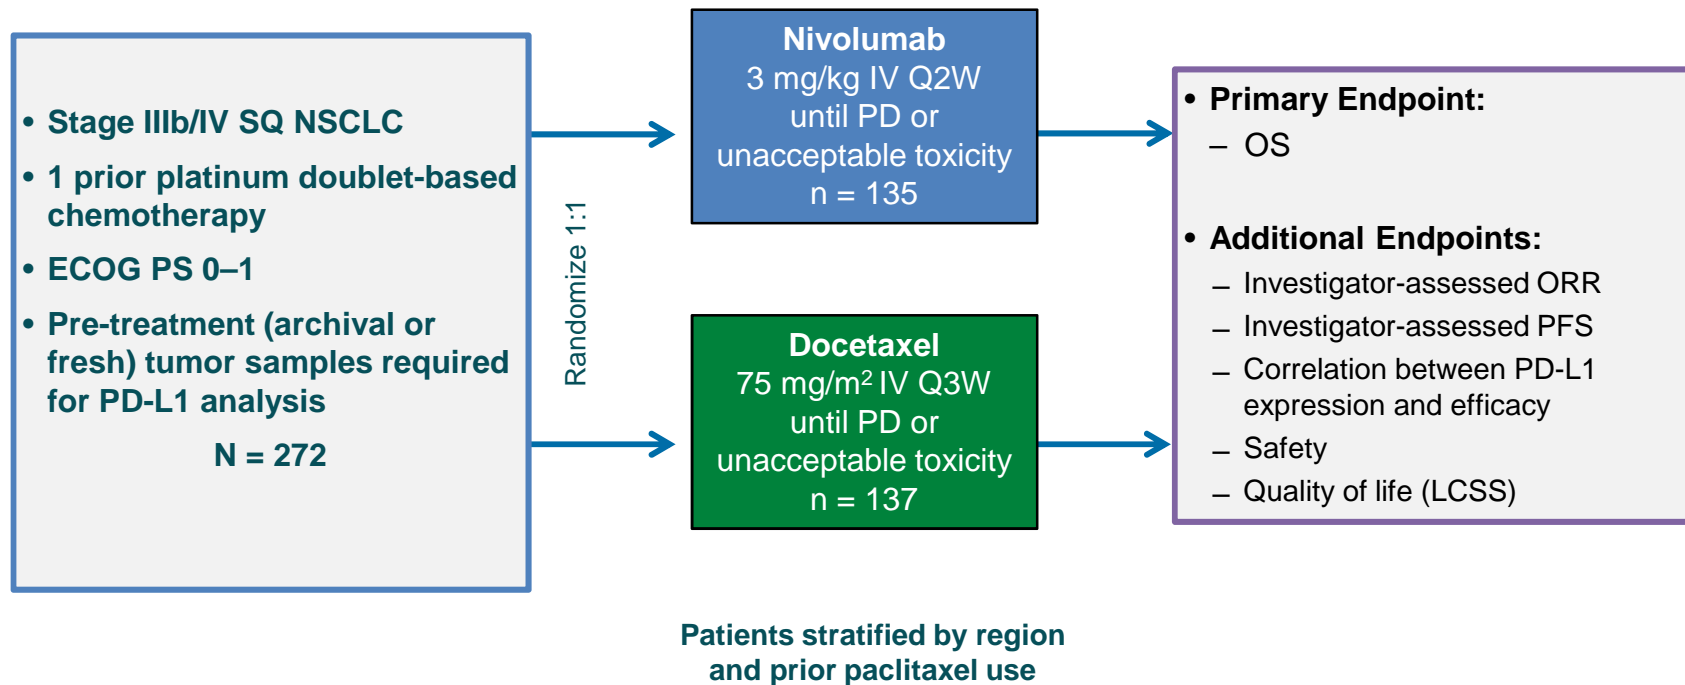 • Stage IIIb/IV SQ NSCLC
• 1 prior platinum doublet-based
chemotherapy
• ECOG PS 0–1
• Pre-treatment (archival or
fresh) tumor samples required
for PD-L1 analysis
N = 272
Randomize 1:1
Nivolumab
3 mg/kg IV Q2W
until PD or
unacceptable toxicity
n = 135
Docetaxel
75 mg/m² IV Q3W
until PD or
unacceptable toxicity
n = 137
• Primary Endpoint:
– OS
• Additional Endpoints:
– Investigator-assessed ORR
– Investigator-assessed PFS
– Correlation between PD-L1
expression and efficacy
– Safety
– Quality of life (LCSS)
Patients stratified by region
and prior paclitaxel use